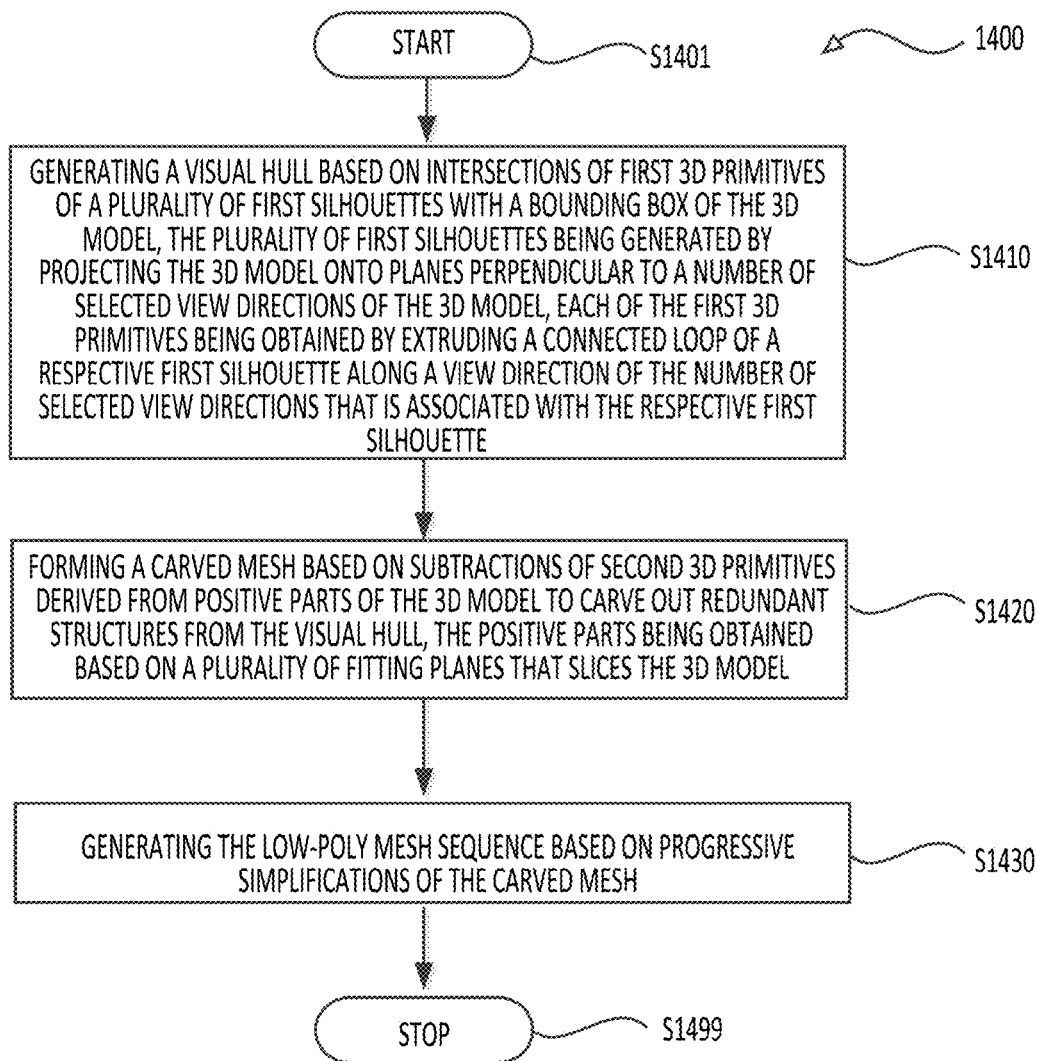 START
S1401
1400
GENERATING A VISUAL HULL BASED ON INTERSECTIONS OF FIRST 3D PRIMITIVES
OF A PLURALITY OF FIRST SILHOUETTES WITH A BOUNDING BOX OF THE 3D
MODEL, THE PLURALITY OF FIRST SILHOUETTES BEING GENERATED BY
PROJECTING THE 3D MODEL ONTO PLANES PERPENDICULAR TO A NUMBER OF
SELECTED VIEW DIRECTIONS OF THE 3D MODEL, EACH OF THE FIRST 3D
PRIMITIVES BEING OBTAINED BY EXTRUDING A CONNECTED LOOP OF A
RESPECTIVE FIRST SILHOUETTE ALONG A VIEW DIRECTION OF THE NUMBER OF
SELECTED VIEW DIRECTIONS THAT IS ASSOCIATED WITH THE RESPECTIVE FIRST
SILHOUETTE
S1410
FORMING A CARVED MESH BASED ON SUBTRACTIONS OF SECOND 3D PRIMITIVES
DERIVED FROM POSITIVE PARTS OF THE 3D MODEL TO CARVE OUT REDUNDANT
STRUCTURES FROM THE VISUAL HULL, THE POSITIVE PARTS BEING OBTAINED
BASED ON A PLURALITY OF FITTING PLANES THAT SLICES THE 3D MODEL
S1420
GENERATING THE LOW-POLY MESH SEQUENCE BASED ON PROGRESSIVE
SIMPLIFICATIONS OF THE CARVED MESH
S1430
STOP
S1499